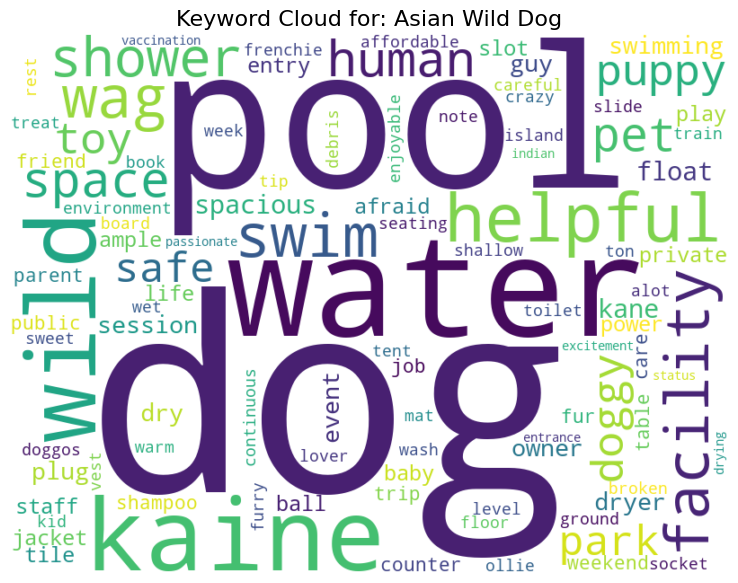 Keyword Cloud for: Asian Wild Dog
vaccination
shower
frenchie
affordable
slot
swimming
rest
entry
human
guy
careful
puppy
wag
pool
crazy
slide
play
treat
toy
week
debris
enjoyable
note
island
pet
train
friend
book
indian
float
space
tip
environment
spacious
afraid
helpful
board
ample
passionate
swim
seating
shallow
ton
private
parent
safe
water
wild
life
wet
toilet
kane
alot
public
sweet
session
power
facility
dog
tent
job
excitement
care
status
dry
event
continuous
mat
fur
doggy
table
warm
lover
wash
owner
entrance
drying
doggos
plug
vest
baby
trip
broken
staff
shampoo
furry
ball
level
floor
dryer
kid
jacket
tile
kaine
counter
ollie
ground
park
weekend
socket